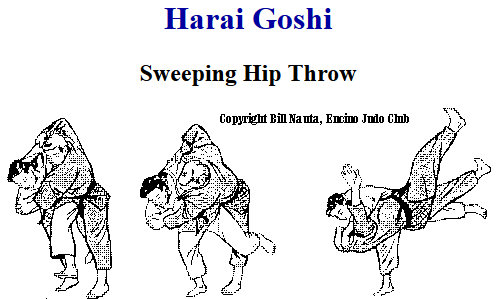 Harai Goshi
Sweeping Hip Throw
Copyright Bill Nauta, Encino Judo Club